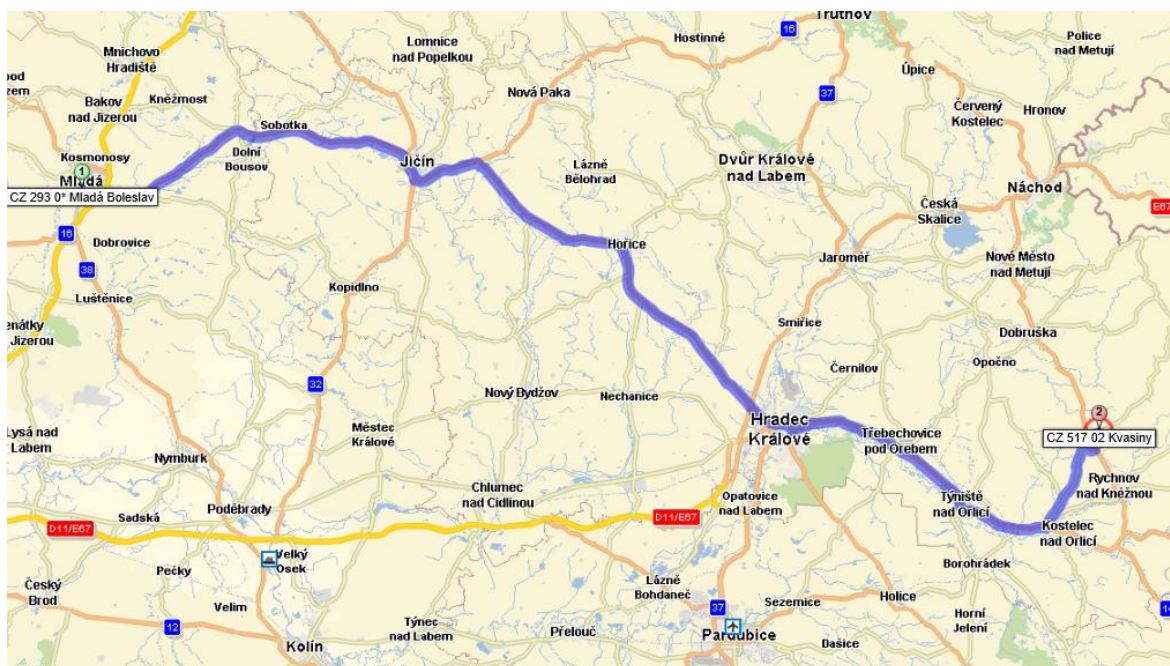 Trutnov
Hostinné
16
Police
nad Metují
Mnichovo
Hradiště
Lomnice
nad Popelkou
Úpice
Nová Paka
37
Bakov
nad Jizerou
Kněžmost
Červený
Kostelec
Hronov
Sobotka
Kosmonosy
Dolní
Bousov
Jičín
Lázně
Bělohrad
Dvůr Králové
nad Labem
1
Mladá
CZ 293 0* Mladá Boleslav
Náchod
Česká
Skalice
E67
16
Dobrovice
Hořice
Jaroměř
Nové Město
nad Metují
38
Luštěnice
Kopidlno
Jizerou
Smiřice
Dobruška
Opočno
Černilov
32
Nový Bydžov
Nechanice
2
Hradec
Králové
Třebechovice
pod Orebem
CZ 517 02 Kvasiny
Lysá nad
Labem
Městec
Králové
Nymburk
Rychnov
nad Kněžnou
Chlumec
nad Cidlinou
Opatovice
nad Labem
Týniště
nad Orlicí
Poděbrady
Sadská
D11/E67
D11/E67
Kostelec
nad Orlicí
Velký
Osek
Pečky
Borohrádek
Český
Brod
Lázně
Bohdaneč
Velim
37
Sezemice
Holice
12
Týnec
nad Labem
Přelouč
Horní
Jelení
14
Kolín
Pardubice
Dašice